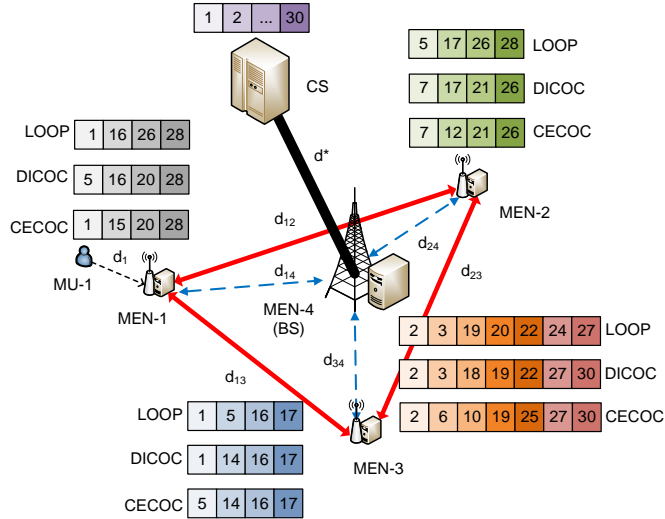 1 2 ... 30
CS
5 17 26 28 LOOP
7 17 21 26 DICOC
7 12 21 26 CECOC
LOOP 1 16 26 28
DICOC 5 16 20 28
CECOC 1 15 20 28
d*
MEN-2
d12
d24
d1
MU-1
d14
d23
MEN-1
MEN-4
(BS)
d34
d13
2 3 19 20 22 24 27 LOOP
2 3 18 19 22 27 30 DICOC
2 6 10 19 25 27 30 CECOC
LOOP 1 5 16 17
DICOC 1 14 16 17
CECOC 5 14 16 17
MEN-3